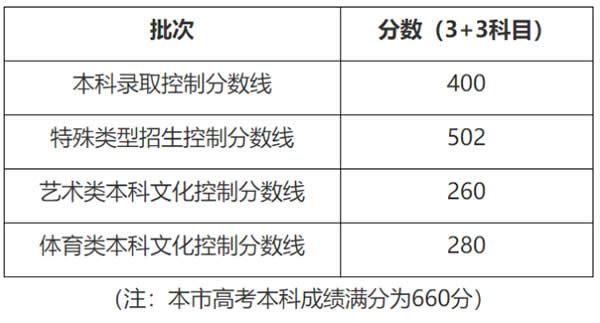 批次 分数（3+3科目）
本科录取控制分数线 400
特殊类型招生控制分数线 502
艺术类本科文化控制分数线 260
体育类本科文化控制分数线 280
（注：本市高考本科成绩满分为660分）